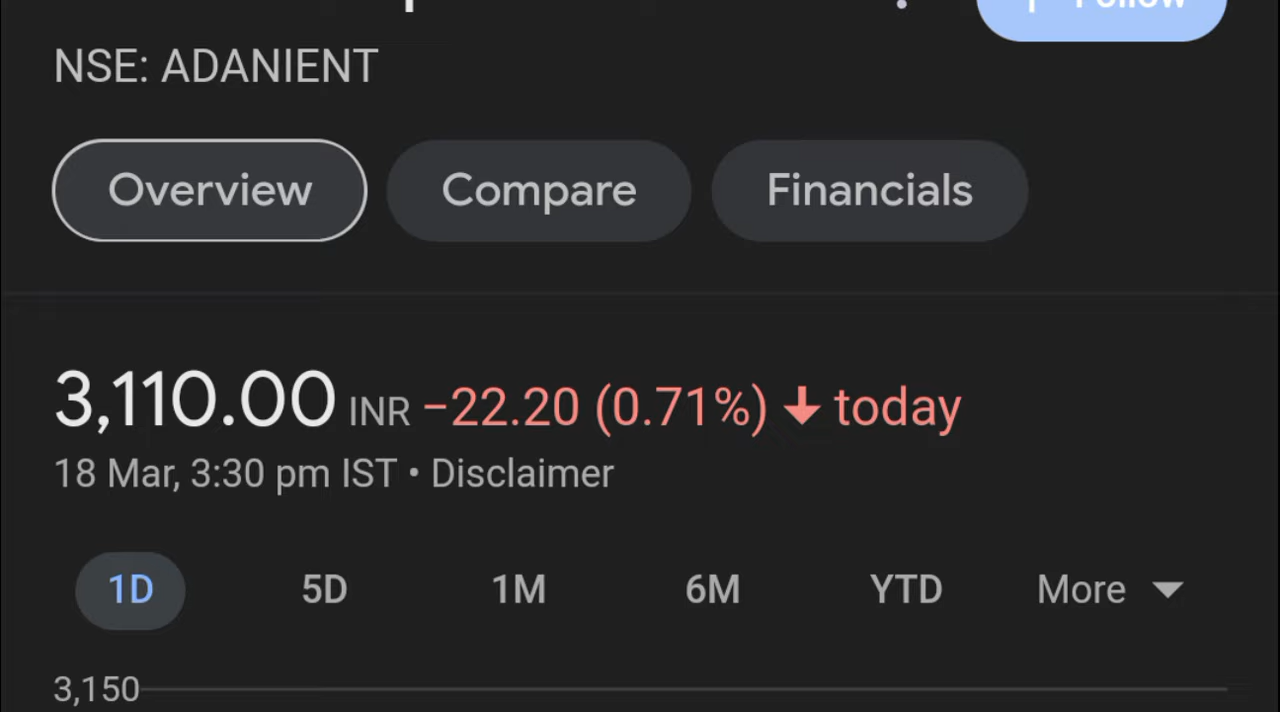 Follow
NSE: ADANIENT
Overview Compare Financials
3,110.00 INR −22.20 (0.71%) ↓ today
18 Mar, 3:30 pm IST • Disclaimer
1D 5D 1M 6M YTD More
3,150